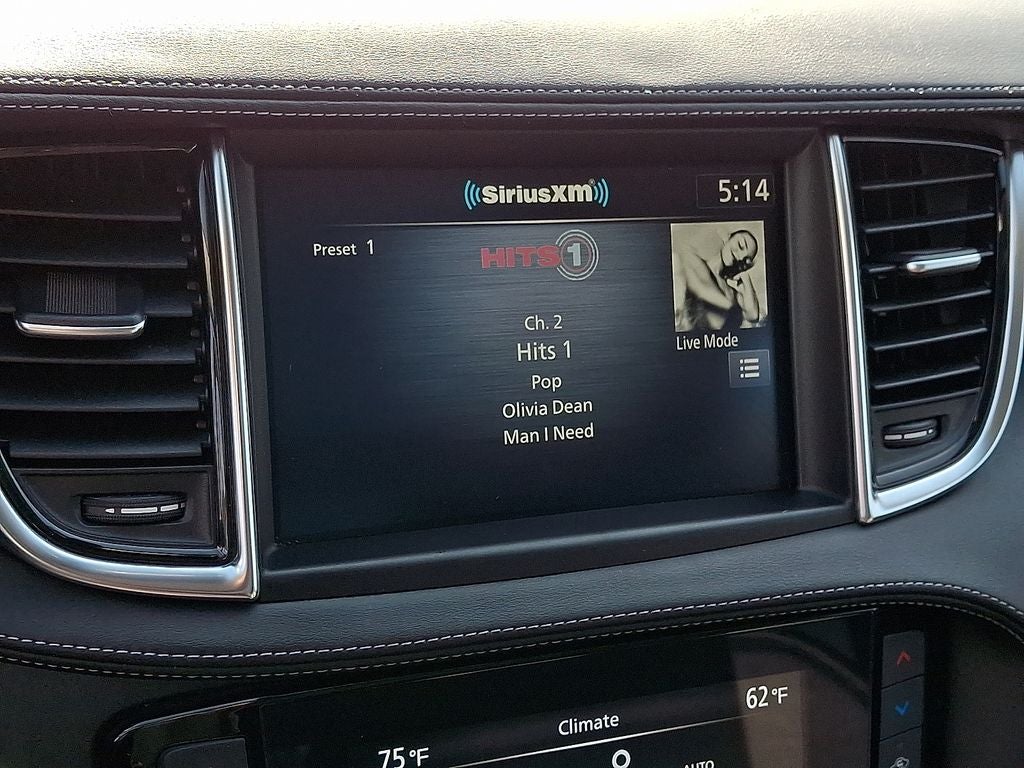 SiriusXM
5:14
Preset 1
HITS 1
Ch. 2
Hits 1
Pop
Olivia Dean
Man I Need
Live Mode
62°F
Climate
75°F
AUTO